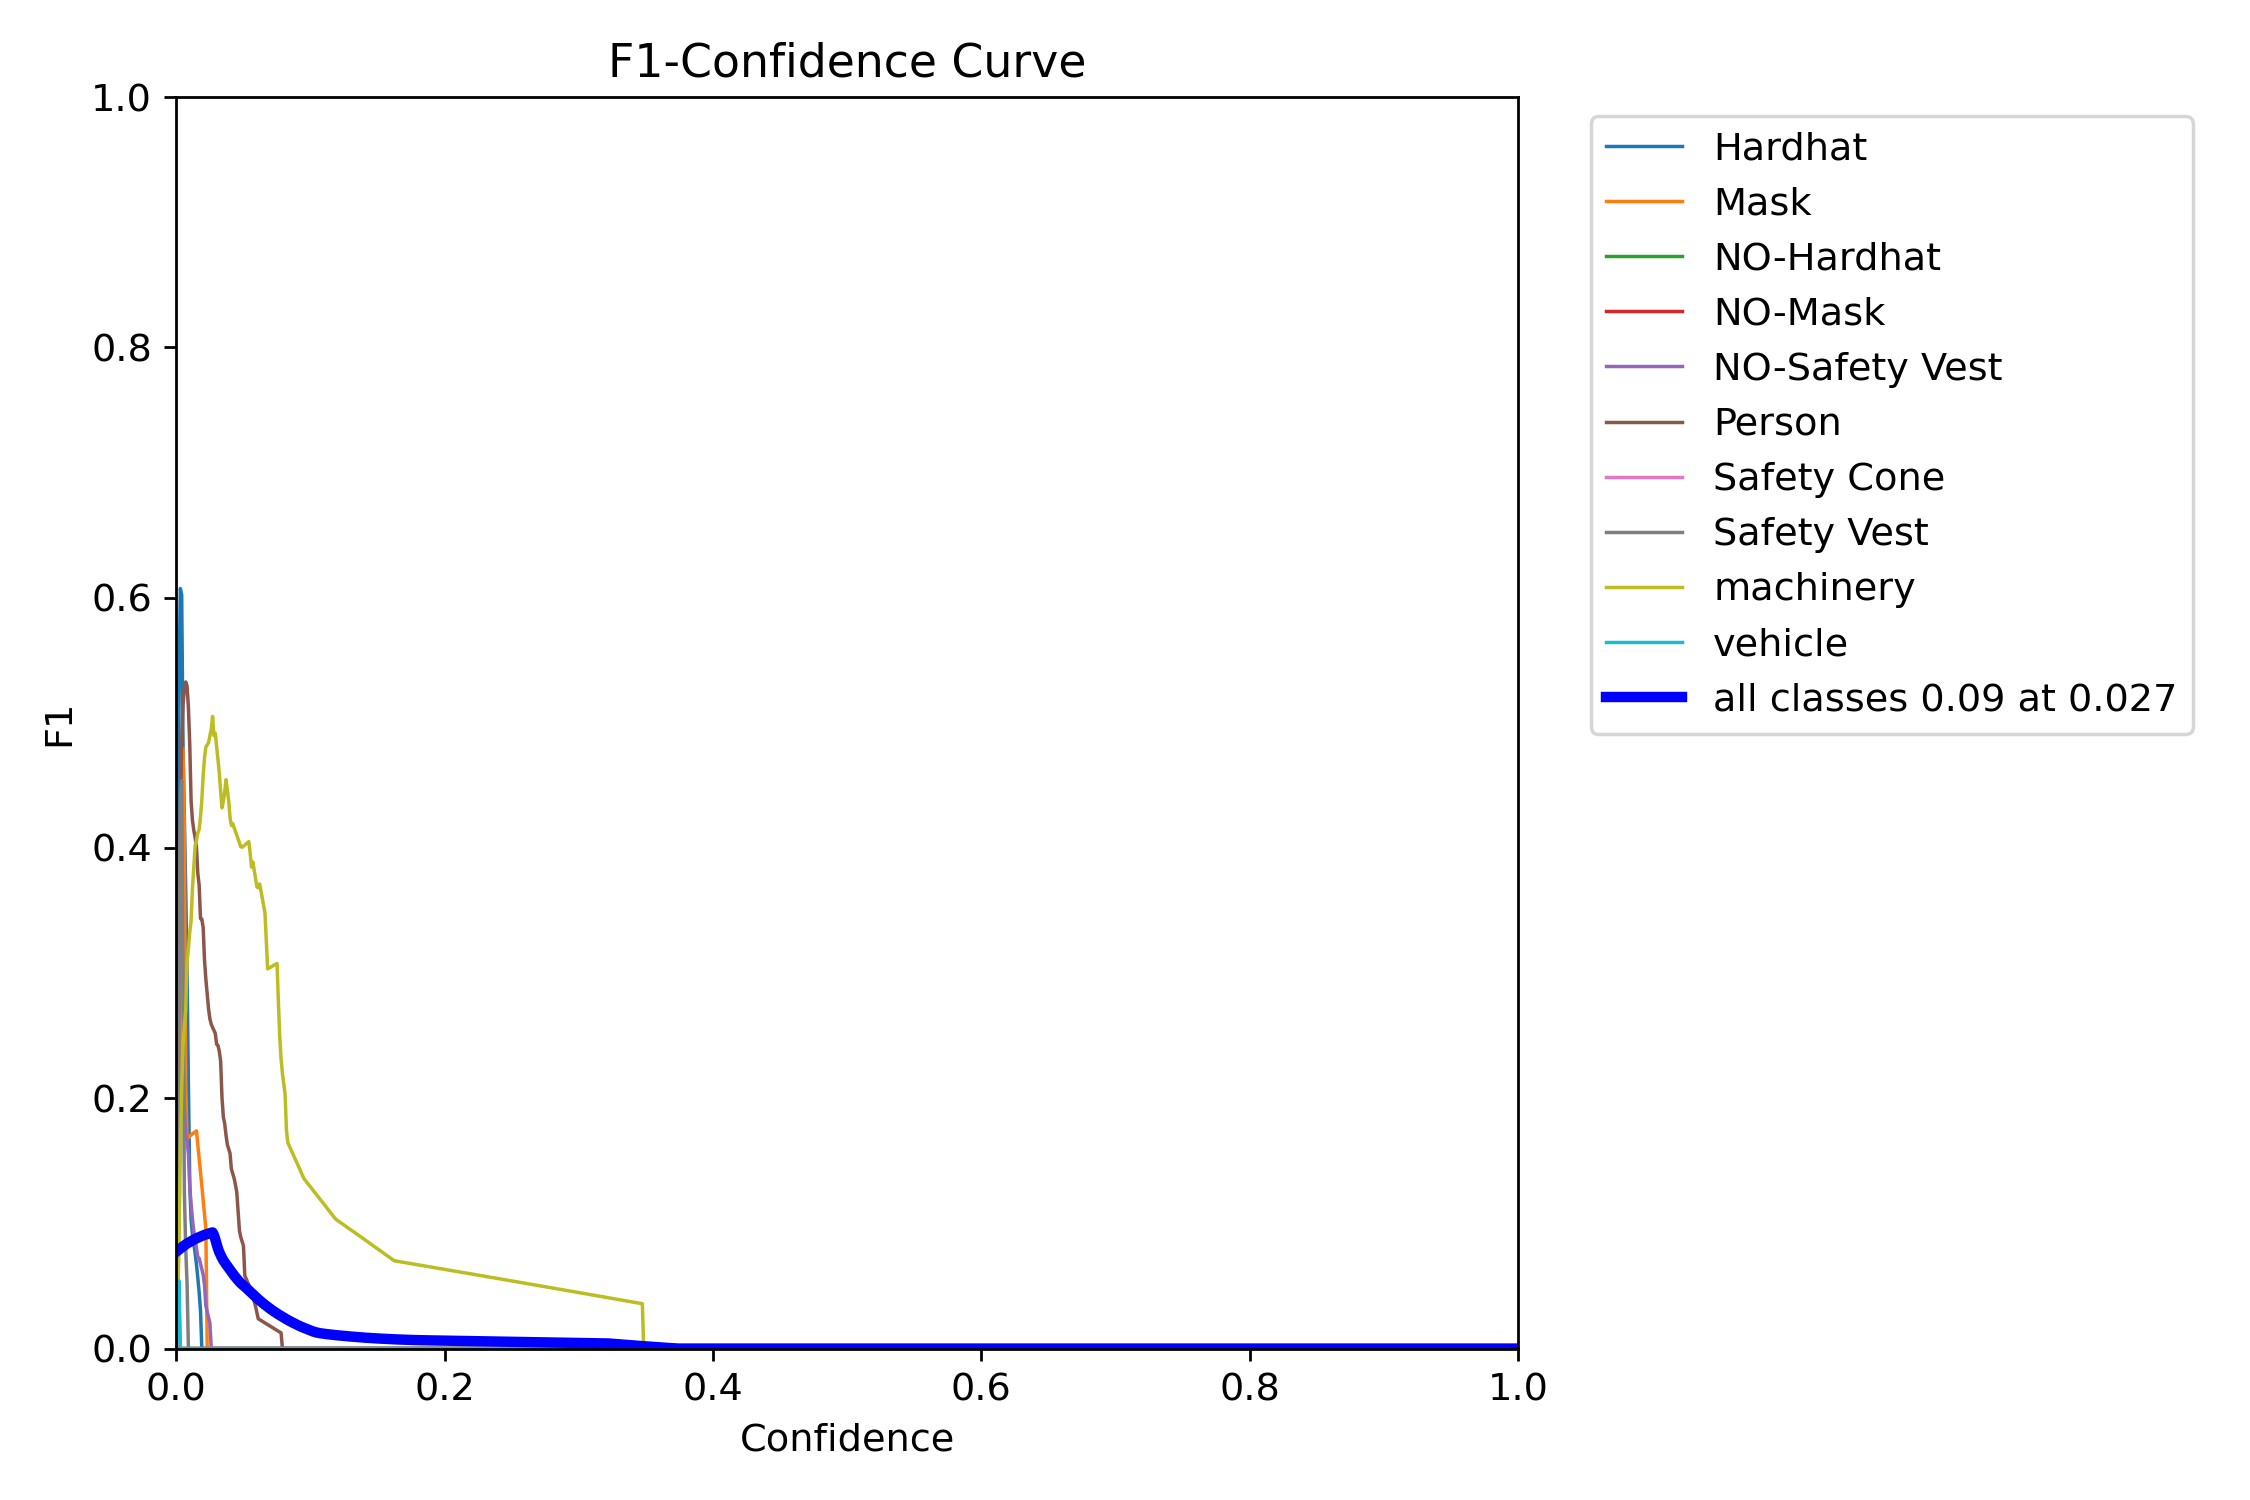 F1-Confidence Curve
1.0
0.8
0.6
0.4
0.2
0.0
F1
0.0 0.2 0.4 0.6 0.8 1.0
Confidence
Hardhat
Mask
NO-Hardhat
NO-Mask
NO-Safety Vest
Person
Safety Cone
Safety Vest
machinery
vehicle
all classes 0.09 at 0.027